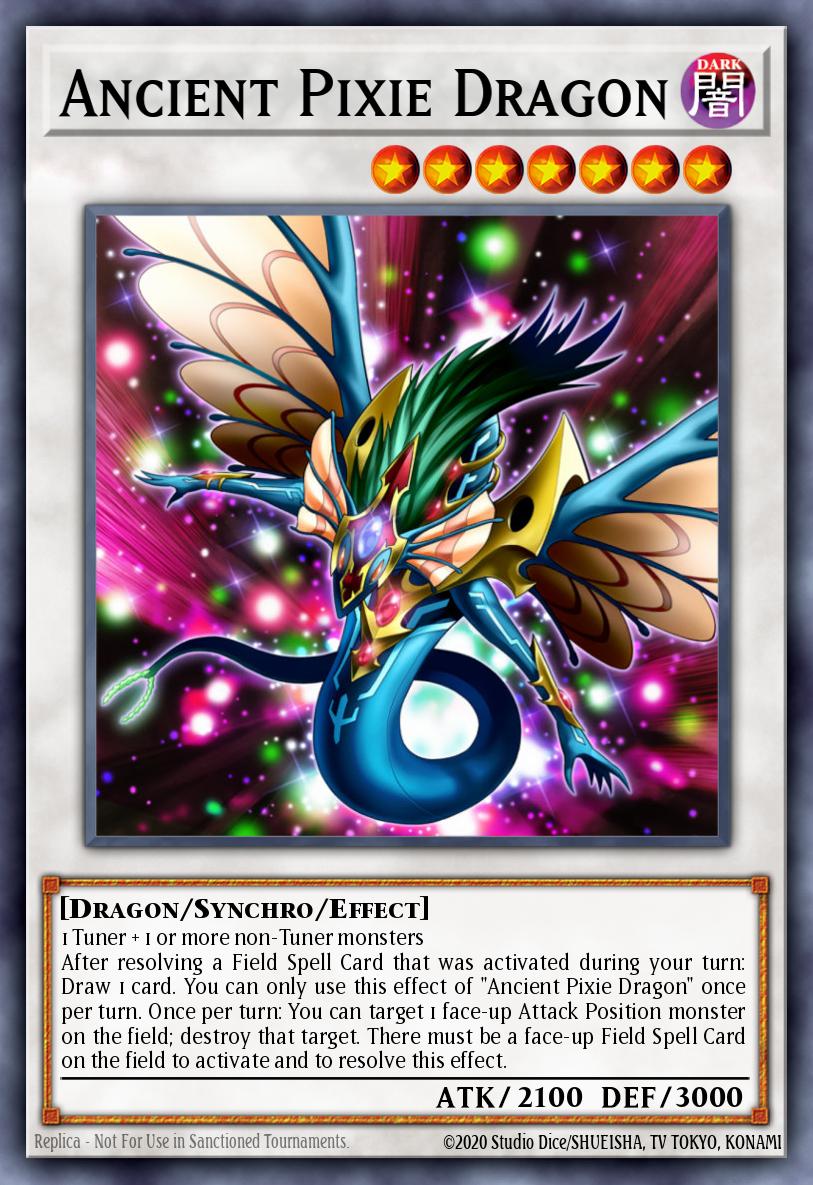 Ancient Pixie Dragon
DARK
闇
[Dragon/Synchro/Effect]
1 Tuner + 1 or more non-Tuner monsters
After resolving a Field Spell Card that was activated during your turn:
Draw 1 card. You can only use this effect of "Ancient Pixie Dragon" once
per turn. Once per turn: You can target 1 face-up Attack Position monster
on the field; destroy that target. There must be a face-up Field Spell Card
on the field to activate and to resolve this effect.
ATK/2100 DEF/3000
Replica - Not For Use in Sanctioned Tournaments. ©2020 Studio Dice/SHUEISHA, TV TOKYO, KONAMI